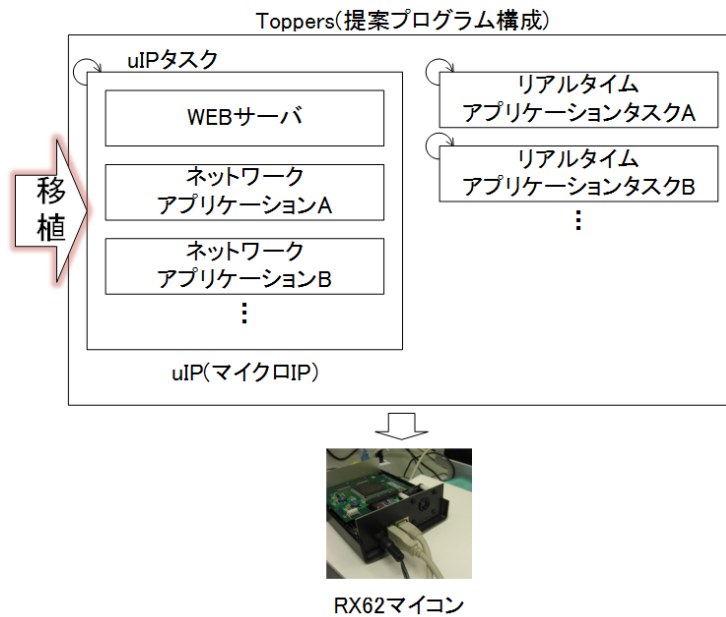 Toppers(提案プログラム構成)
uIPタスク
WEBサーバ
ネットワーク
アプリケーションA
ネットワーク
アプリケーションB
⋮
uIP(マイクロIP)
移
植
リアルタイム
アプリケーションタスクA
リアルタイム
アプリケーションタスクB
⋮
RX62マイコン